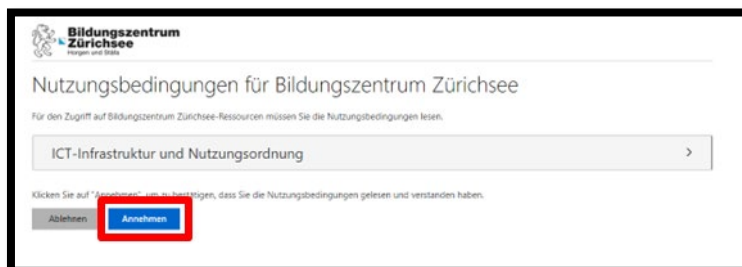 Bildungszentrum
Zürichsee
Horgen und Stäfa
Nutzungsbedingungen für Bildungszentrum Zürichsee
Für den Zugriff auf Bildungszentrum Zürichsee-Ressourcen müssen Sie die Nutzungsbedingungen lesen.
ICT-Infrastruktur und Nutzungsordnung
Klicken Sie auf "Annehmen", um zu bestätigen, dass Sie die Nutzungsbedingungen gelesen und verstanden haben.
Ablehnen Annehmen